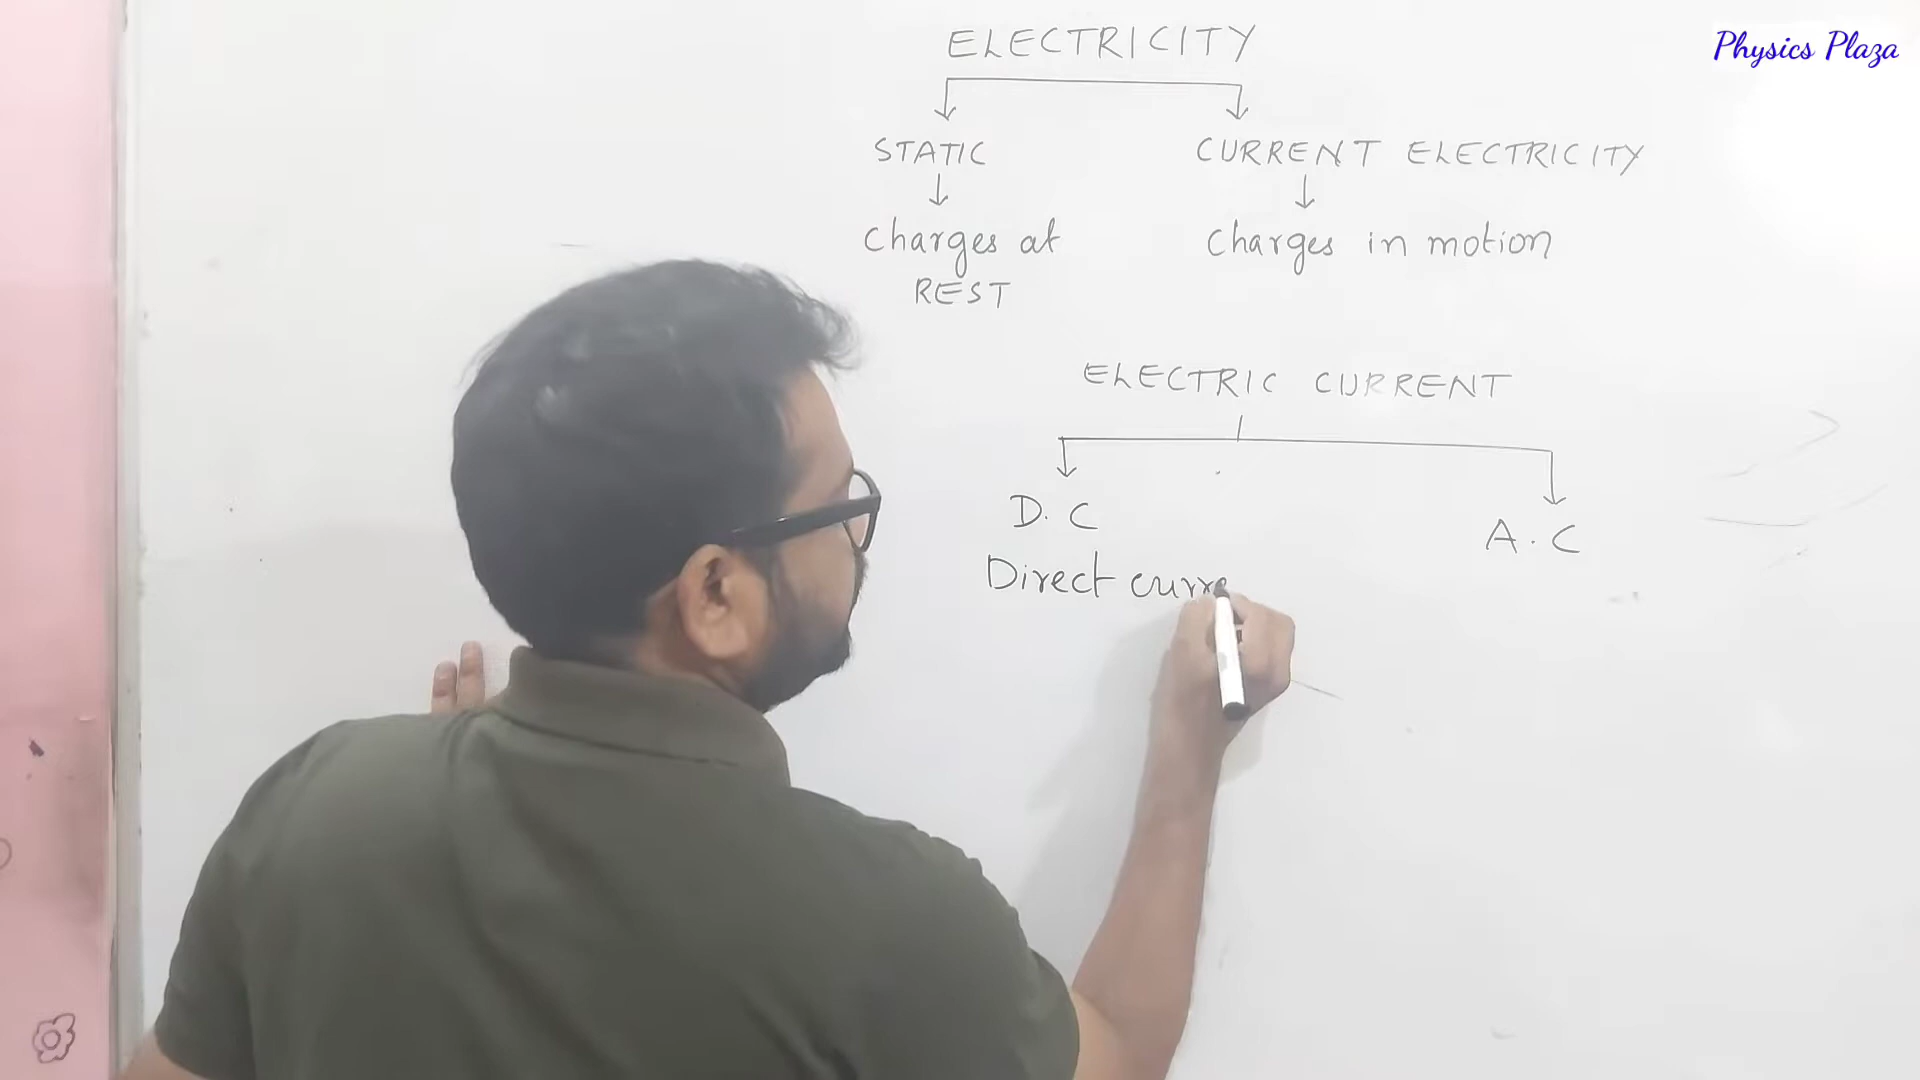 Physics Plaza
ELECTRICITY
STATIC CURRENT ELECTRICITY
Charges at Charges in motion
REST
ELECTRIC CURRENT
D. C
A. C
Direct curre